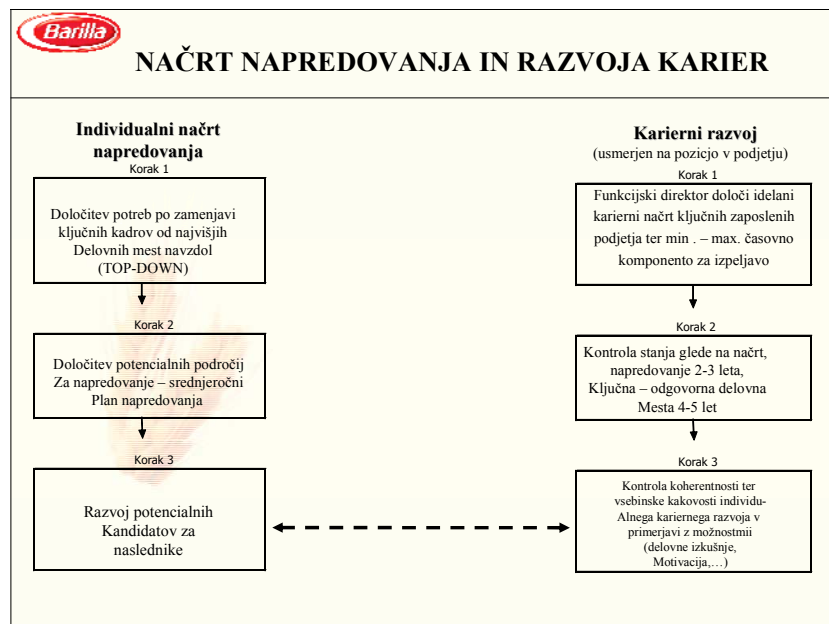 Barilla
NAČRT NAPREDOVANJA IN RAZVOJA KARIER
Individualni načrt
napredovanja
Korak 1
Določitev potreb po zamenjavi
ključnih kadrov od najvišjih
Delovnih mest navzdol
(TOP-DOWN)
Korak 2
Določitev potencialnih področij
Za napredovanje – srednjeročni
Plan napredovanja
Korak 3
Razvoj potencialnih
Kandidatov za
naslednike
Karierni razvoj
(usmerjen na pozicjo v podjetju)
Korak 1
Funkcijski direktor določi idelani
karierni načrt ključnih zaposlenih
podjetja ter min . – max. časovno
komponento za izpeljavo
Korak 2
Kontrola stanja glede na načrt,
napredovanje 2-3 leta,
Ključna – odgovorna delovna
Mesta 4-5 let
Korak 3
Kontrola koherentnosti ter
vsebinske kakovosti individu-
Alnega kariernega razvoja v
primerjavi z možnostmii
(delovne izkušnje,
Motivacija,…)